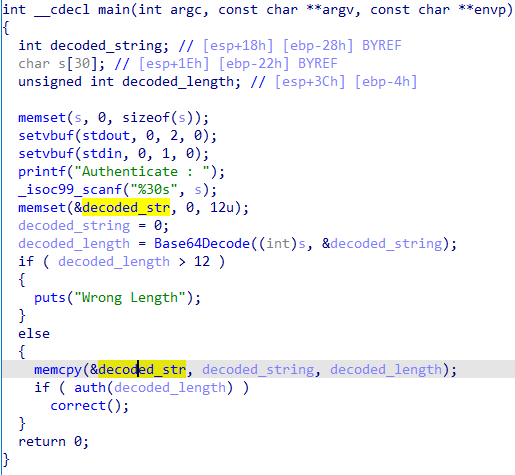 int __cdecl main(int argc, const char **argv, const char **envp)
{
  int decoded_string; // [esp+18h] [ebp-28h] BYREF
  char s[30]; // [esp+1Eh] [ebp-22h] BYREF
  unsigned int decoded_length; // [esp+3Ch] [ebp-4h]

  memset(s, 0, sizeof(s));
  setvbuf(stdout, 0, 2, 0);
  setvbuf(stdin, 0, 1, 0);
  printf("Authenticate : ");
  _isoc99_scanf("%30s", s);
  memset(&decoded_str, 0, 12u);
  decoded_string = 0;
  decoded_length = Base64Decode((int)s, &decoded_string);
  if ( decoded_length > 12 )
  {
    puts("Wrong Length");
  }
  else
  {
    memcpy(&decoded_str, decoded_string, decoded_length);
    if ( auth(decoded_length) )
      correct();
  }
  return 0;
}